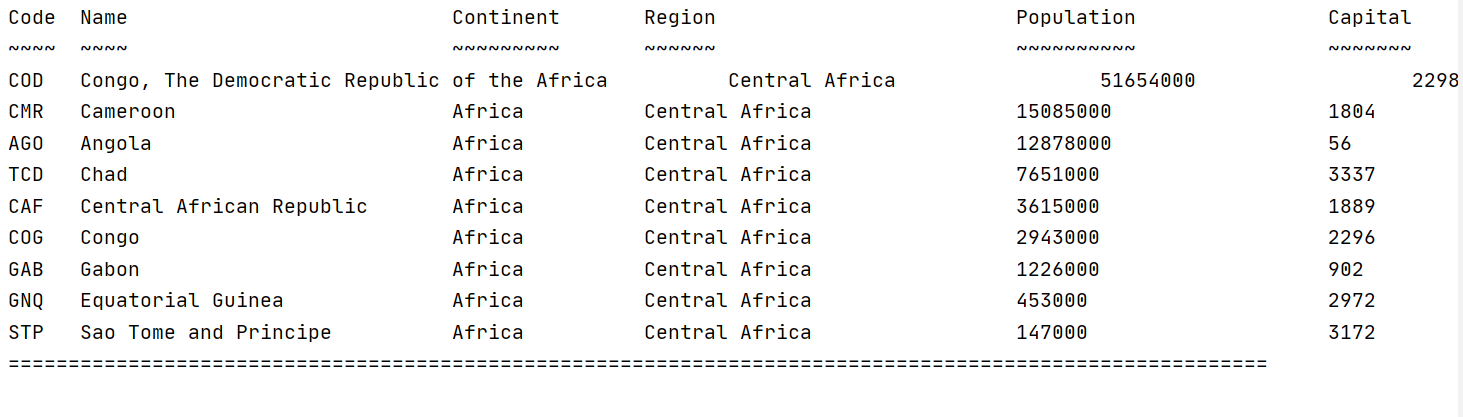 Code  Name                           Continent       Region                         Population                Capital
~~~~  ~~~~                           ~~~~~~~~~       ~~~~~~                         ~~~~~~~~~~                ~~~~~~~
COD   Congo, The Democratic Republic of the Africa          Central Africa                 51654000                  2298
CMR   Cameroon                       Africa          Central Africa                 15085000                  1804
AGO   Angola                         Africa          Central Africa                 12878000                  56
TCD   Chad                           Africa          Central Africa                 7651000                   3337
CAF   Central African Republic       Africa          Central Africa                 3615000                   1889
COG   Congo                          Africa          Central Africa                 2943000                   2296
GAB   Gabon                          Africa          Central Africa                 1226000                   902
GNQ   Equatorial Guinea              Africa          Central Africa                 453000                    2972
STP   Sao Tome and Principe          Africa          Central Africa                 147000                    3172
=========================================================================================================